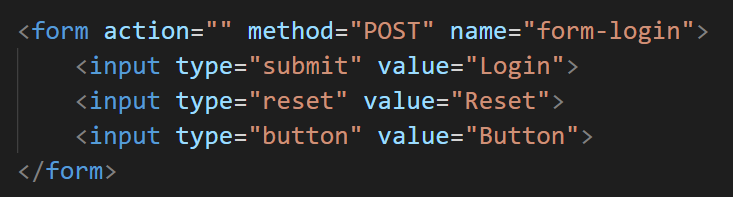 <form action="" method="POST" name="form-login">
<input type="submit" value="Login">
<input type="reset" value="Reset">
<input type="button" value="Button">
</form>